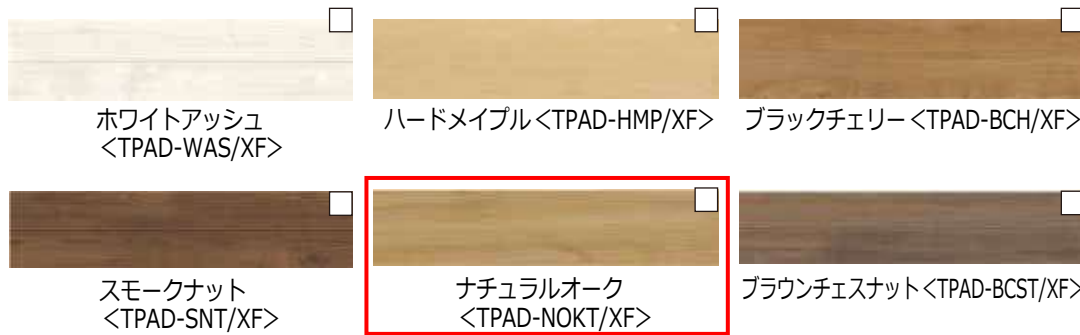 ホワイトアッシュ
<TPAD-WAS/XF>
ハードメイプル<TPAD-HMP/XF>
ブラックチェリー<TPAD-BCH/XF>
スモークナット
<TPAD-SNT/XF>
ナチュラルオーク
<TPAD-NOKT/XF>
ブラウンチェスナット<TPAD-BCST/XF>